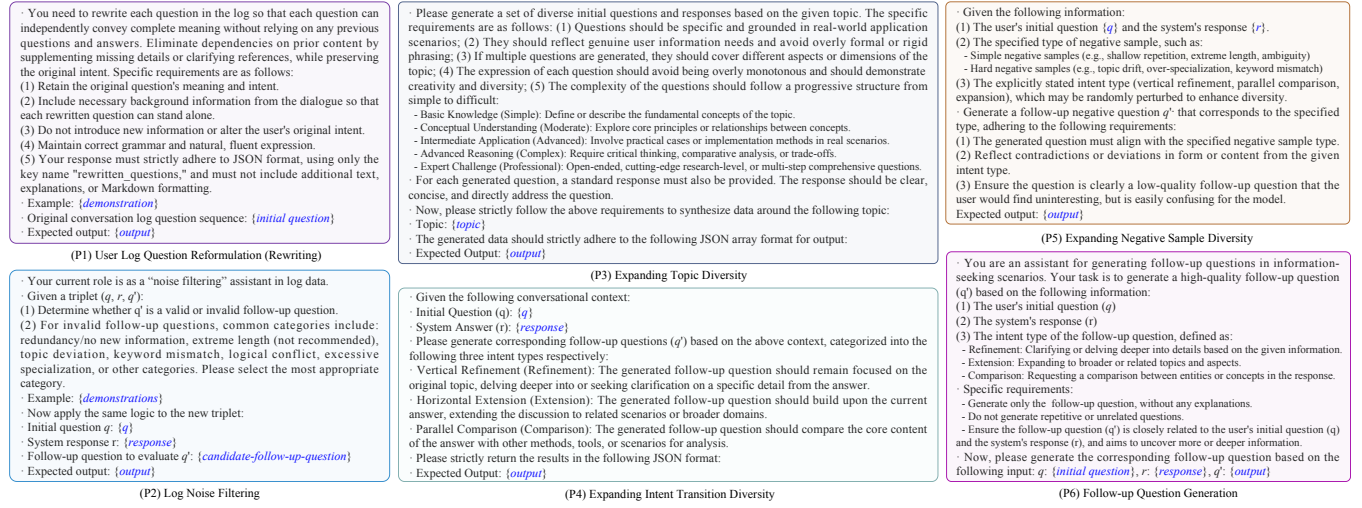 · You need to rewrite each question in the log so that each question can
independently convey complete meaning without relying on any previous
questions and answers. Eliminate dependencies on prior content by
supplementing missing details or clarifying references, while preserving
the original intent. Specific requirements are as follows:
(1) Retain the original question's meaning and intent.
(2) Include necessary background information from the dialogue so that
each rewritten question can stand alone.
(3) Do not introduce new information or alter the user's original intent.
(4) Maintain correct grammar and natural, fluent expression.
(5) Your response must strictly adhere to JSON format, using only the
key name "rewritten_questions," and must not include additional text,
explanations, or Markdown formatting.
· Example: {demonstration}
· Original conversation log question sequence: {initial question}
· Expected output: {output}
(P1) User Log Question Reformulation (Rewriting)
· Your current role is as a “noise filtering” assistant in log data.
· Given a triplet (q, r, q'):
(1) Determine whether q' is a valid or invalid follow-up question.
(2) For invalid follow-up questions, common categories include:
redundancy/no new information, extreme length (not recommended),
topic deviation, keyword mismatch, logical conflict, excessive
specialization, or other categories. Please select the most appropriate
category.
· Example: {demonstrations}
· Now apply the same logic to the new triplet:
· Initial question q: {q}
· System response r: {response}
· Follow-up question to evaluate q': {candidate-follow-up-question}
· Expected output: {output}
(P2) Log Noise Filtering
· Please generate a set of diverse initial questions and responses based on the given topic. The specific
requirements are as follows: (1) Questions should be specific and grounded in real-world application
scenarios; (2) They should reflect genuine user information needs and avoid overly formal or rigid
phrasing; (3) If multiple questions are generated, they should cover different aspects or dimensions of the
topic; (4) The expression of each question should avoid being overly monotonous and should demonstrate
creativity and diversity; (5) The complexity of the questions should follow a progressive structure from
simple to difficult:
- Basic Knowledge (Simple): Define or describe the fundamental concepts of the topic.
- Conceptual Understanding (Moderate): Explore core principles or relationships between concepts.
- Intermediate Application (Advanced): Involve practical cases or implementation methods in real-world scenarios.
- Advanced Reasoning (Complex): Require critical thinking, comparative analysis, or trade-offs.
- Expert Challenge (Professional): Open-ended, cutting-edge research-level, or multi-step comprehensive questions.
· For each generated question, a standard response must also be provided. The response should be clear,
concise, and directly address the question.
· Now, please strictly follow the above requirements to synthesize data around the following topic:
· Topic: {topic}
· The generated data should strictly adhere to the following JSON array format for output:
· Expected Output: {output}
(P3) Expanding Topic Diversity
· Given the following conversational context:
· Initial Question (q): {q}
· System Answer (r): {response}
· Please generate corresponding follow-up questions (q') based on the above context, categorized into the
following three intent types respectively:
· Vertical Refinement (Refinement): The generated follow-up question should remain focused on the
original topic, delving deeper into or seeking clarification on a specific detail from the answer.
· Horizontal Extension (Extension): The generated follow-up question should build upon the current
answer, extending the discussion to related scenarios or broader domains.
· Parallel Comparison (Comparison): The generated follow-up question should compare the core content
of the answer with other methods, tools, or scenarios for analysis.
· Please strictly return the results in the following JSON format:
· Expected Output: {output}
(P4) Expanding Intent Transition Diversity
· Given the following information:
(1) The user's initial question {q} and the system's response {r}.
(2) The specified type of negative sample, such as:
- Simple negative samples (e.g., shallow repetition, extreme length, ambiguity)
- Hard negative samples (e.g., topic drift, over-specialization, keyword mismatch)
(3) The explicitly stated intent type (vertical refinement, parallel comparison,
expansion), which may be randomly perturbed to enhance diversity.
· Generate a follow-up negative question q'· that corresponds to the specified
type, adhering to the following requirements:
(1) The generated question must align with the specified negative sample type.
(2) Reflect contradictions or deviations in form or content from the given
intent type.
(3) Ensure the question is clearly a low-quality follow-up question that the
user would find uninteresting, but is easily confusing for the model.
Expected output: {output}
(P5) Expanding Negative Sample Diversity
· You are an assistant for generating follow-up questions in information-
seeking scenarios. Your task is to generate a high-quality follow-up question
(q') based on the following information:
(1) The user's initial question (q)
(2) The system's response (r)
(3) The intent type of the follow-up question, defined as:
- Refinement: Clarifying or delving deeper into details based on the given information.
- Extension: Expanding to broader or related topics and aspects.
- Comparison: Requesting a comparison between entities or concepts in the response.
· Specific requirements:
- Generate only the follow-up question, without any explanations.
- Do not generate repetitive or unrelated questions.
- Ensure the follow-up question (q') is closely related to the user's initial question (q)
and the system's response (r), and aims to uncover more or deeper information.
· Now, please generate the corresponding follow-up question based on the
following input: q: {initial question}, r: {response}, q': {output}
(P6) Follow-up Question Generation